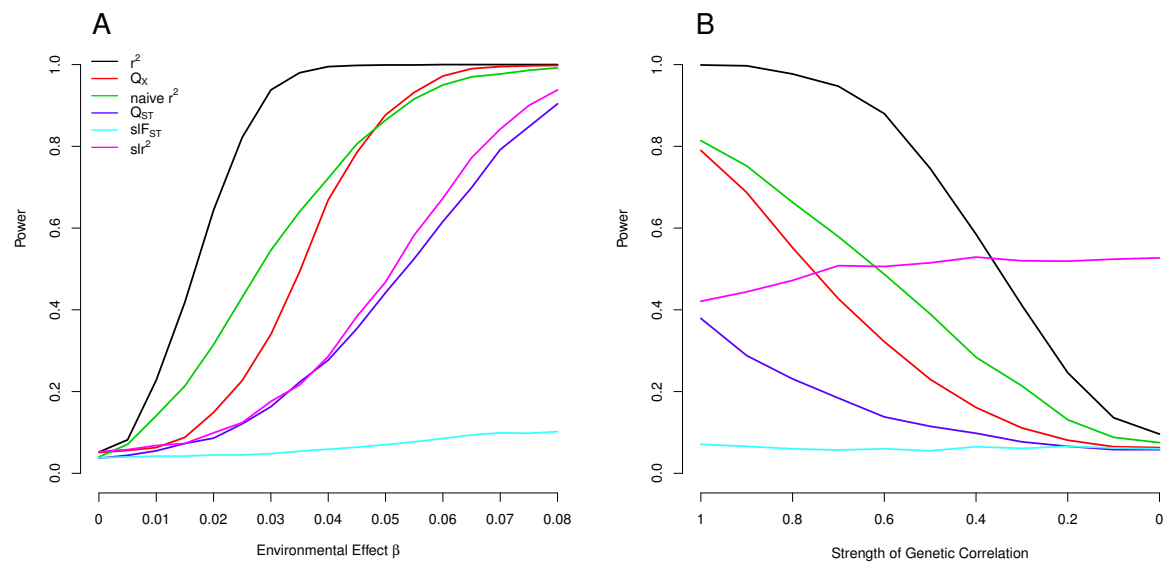 A
r²
Qx
naive r²
QST
slFST
slr²
Power
0.0
0.2
0.4
0.6
0.8
1.0
0
0.01
0.02
0.03
0.04
0.05
0.06
0.07
0.08
Environmental Effect β
B
Power
0.0
0.2
0.4
0.6
0.8
1.0
1
0.8
0.6
0.4
0.2
0
Strength of Genetic Correlation